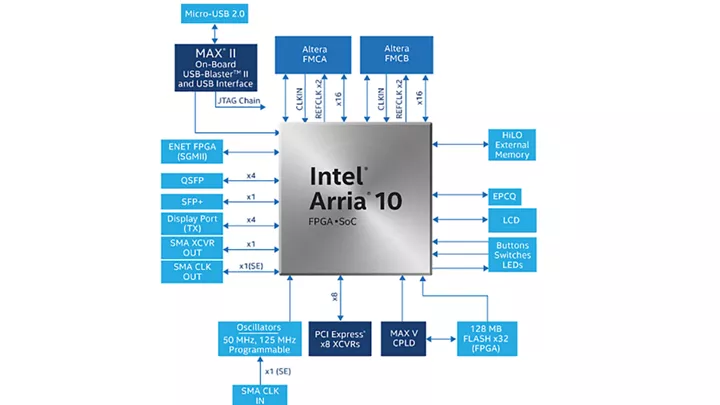 Micro-USB 2.0
MAX® II
On-Board
USB-Blaster™ II
and USB Interface
JTAG Chain
Altera
FMCA
Altera
FMCB
CLKIN
REFCLK x2
x16
CLKIN
REFCLK x2
x16
ENET FPGA
(SGMII)
QSFP
x4
SFP+
x1
Display Port
(TX)
x4
SMA XCVR
OUT
x1
SMA CLK
OUT
x1(SE)
Intel®
Arria® 10
FPGA • SoC
HiLO
External
Memory
EPCQ
LCD
Buttons
Switches
LEDs
x8
Oscillators
50 MHz, 125 MHz
Programmable
PCI Express®
x8 XCVRs
MAX V
CPLD
128 MB
FLASH x32
(FPGA)
x1 (SE)
SMA CLK
IN